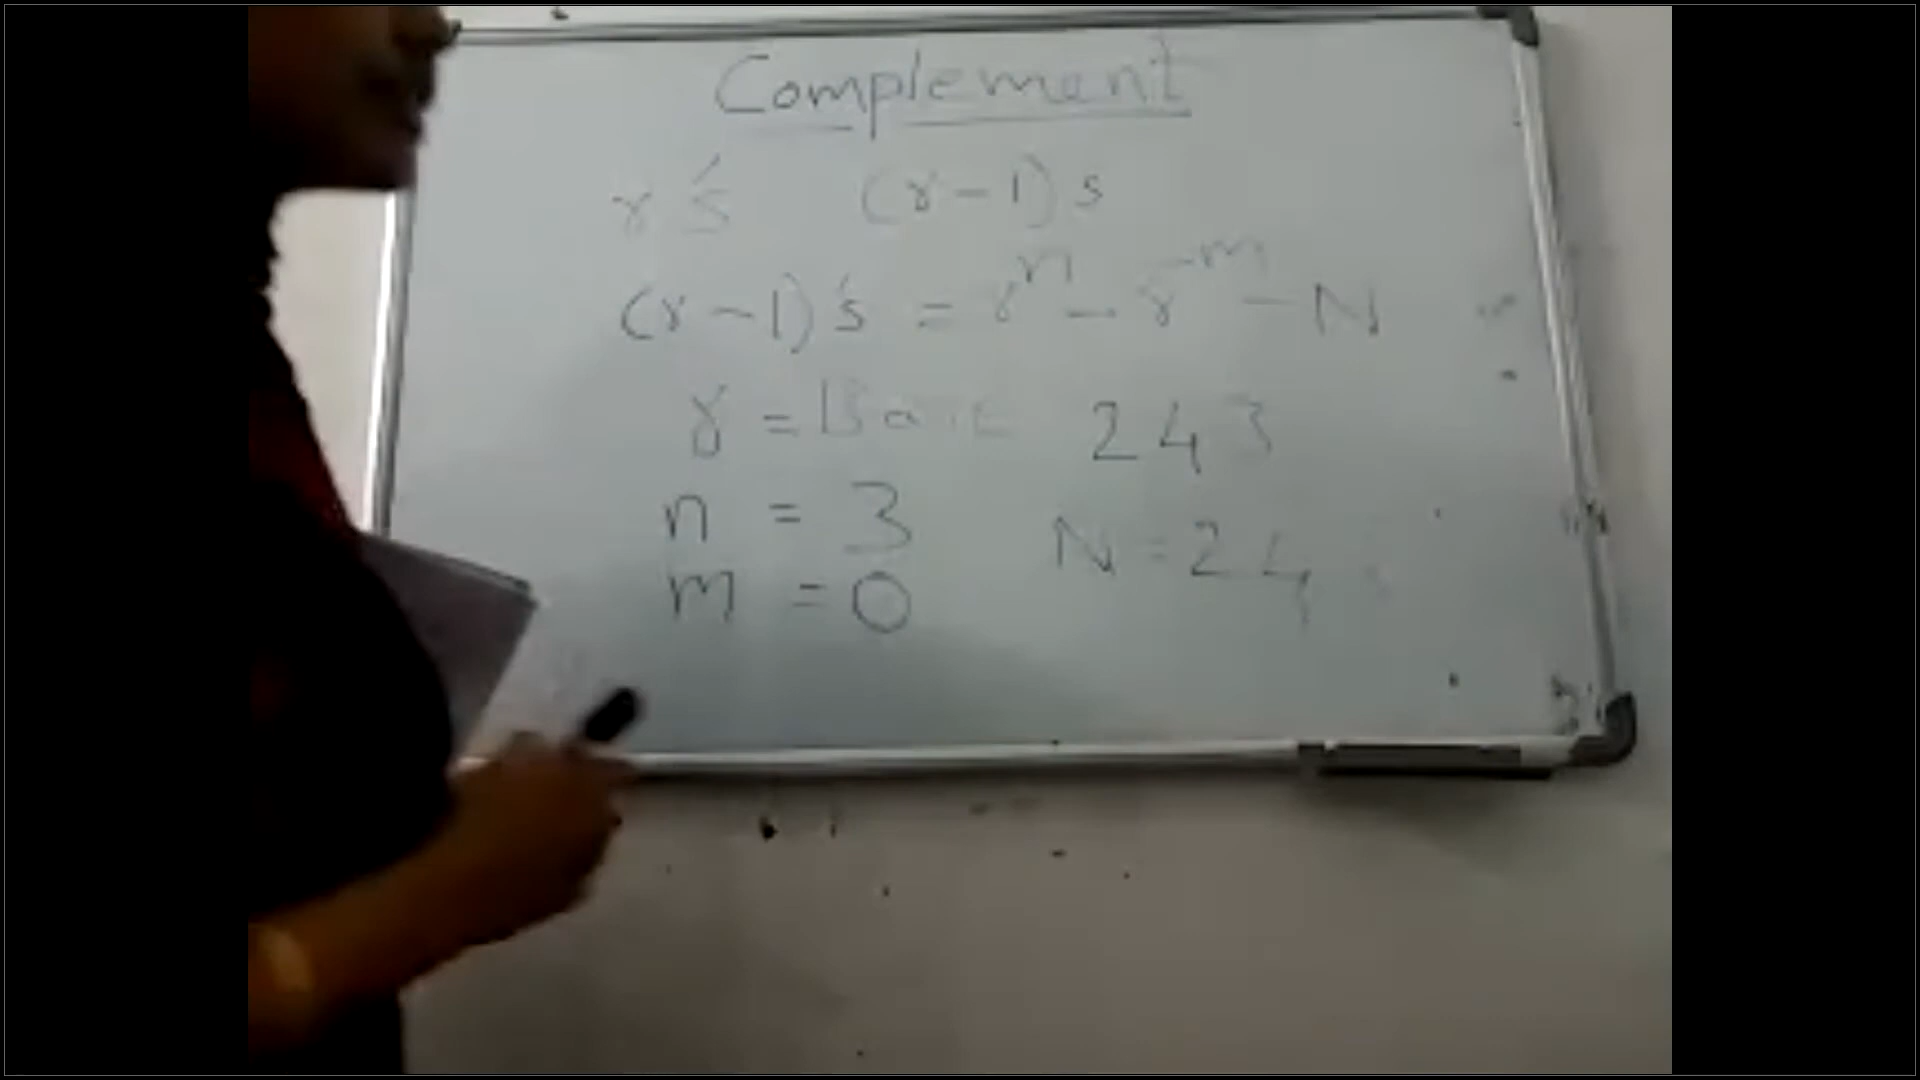 Complement
r's (r-1)s
(r-1)'s = r^n - r^-m - N
r = Base 243
n = 3 N = 243
m = 0